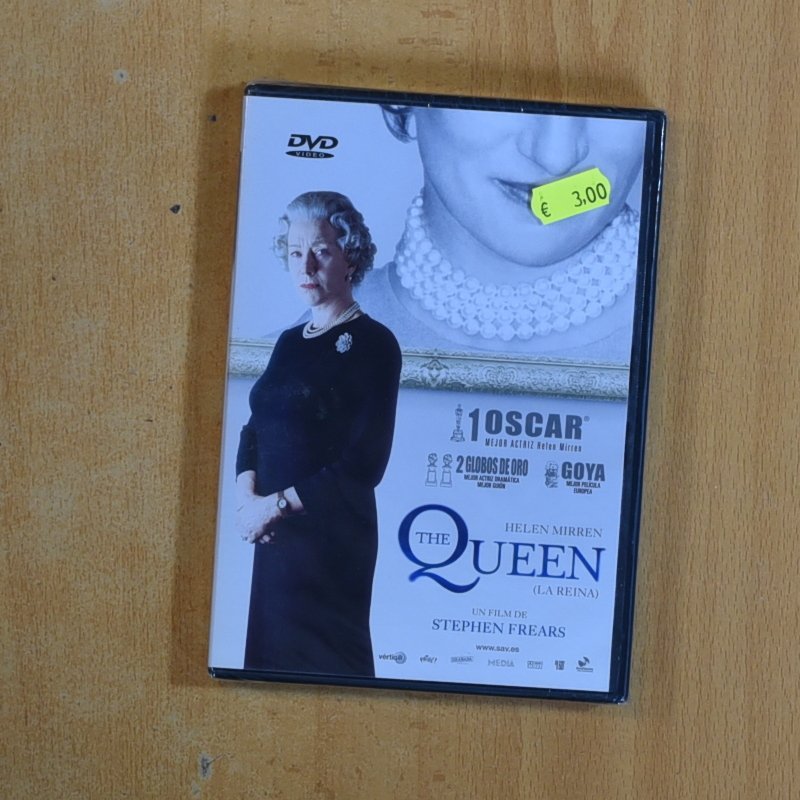 DVD
VIDEO
€ 3,00
1 OSCAR®
MEJOR ACTRIZ Helen Mirren
2 GLOBOS DE ORO
MEJOR ACTRIZ DRAMÁTICA
MEJOR GUIÓN
GOYA
MEJOR PELÍCULA
EUROPEA
HELEN MIRREN
THE QUEEN
(LA REINA)
UN FILM DE
STEPHEN FREARS
www.sav.es
vértigo
MEDIA